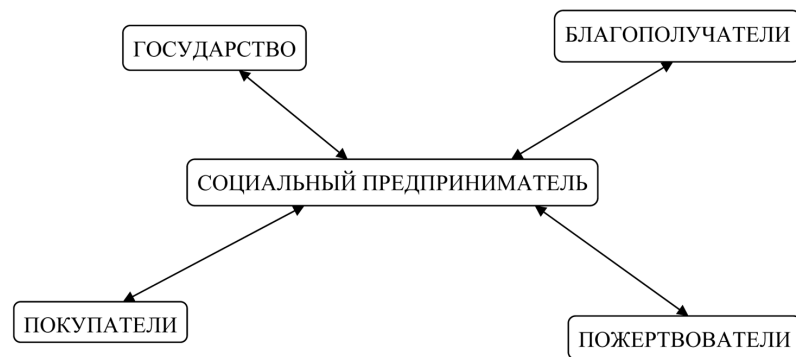 ГОСУДАРСТВО
БЛАГОПОЛУЧАТЕЛИ
СОЦИАЛЬНЫЙ ПРЕДПРИНИМАТЕЛЬ
ПОКУПАТЕЛИ
ПОЖЕРТВОВАТЕЛИ